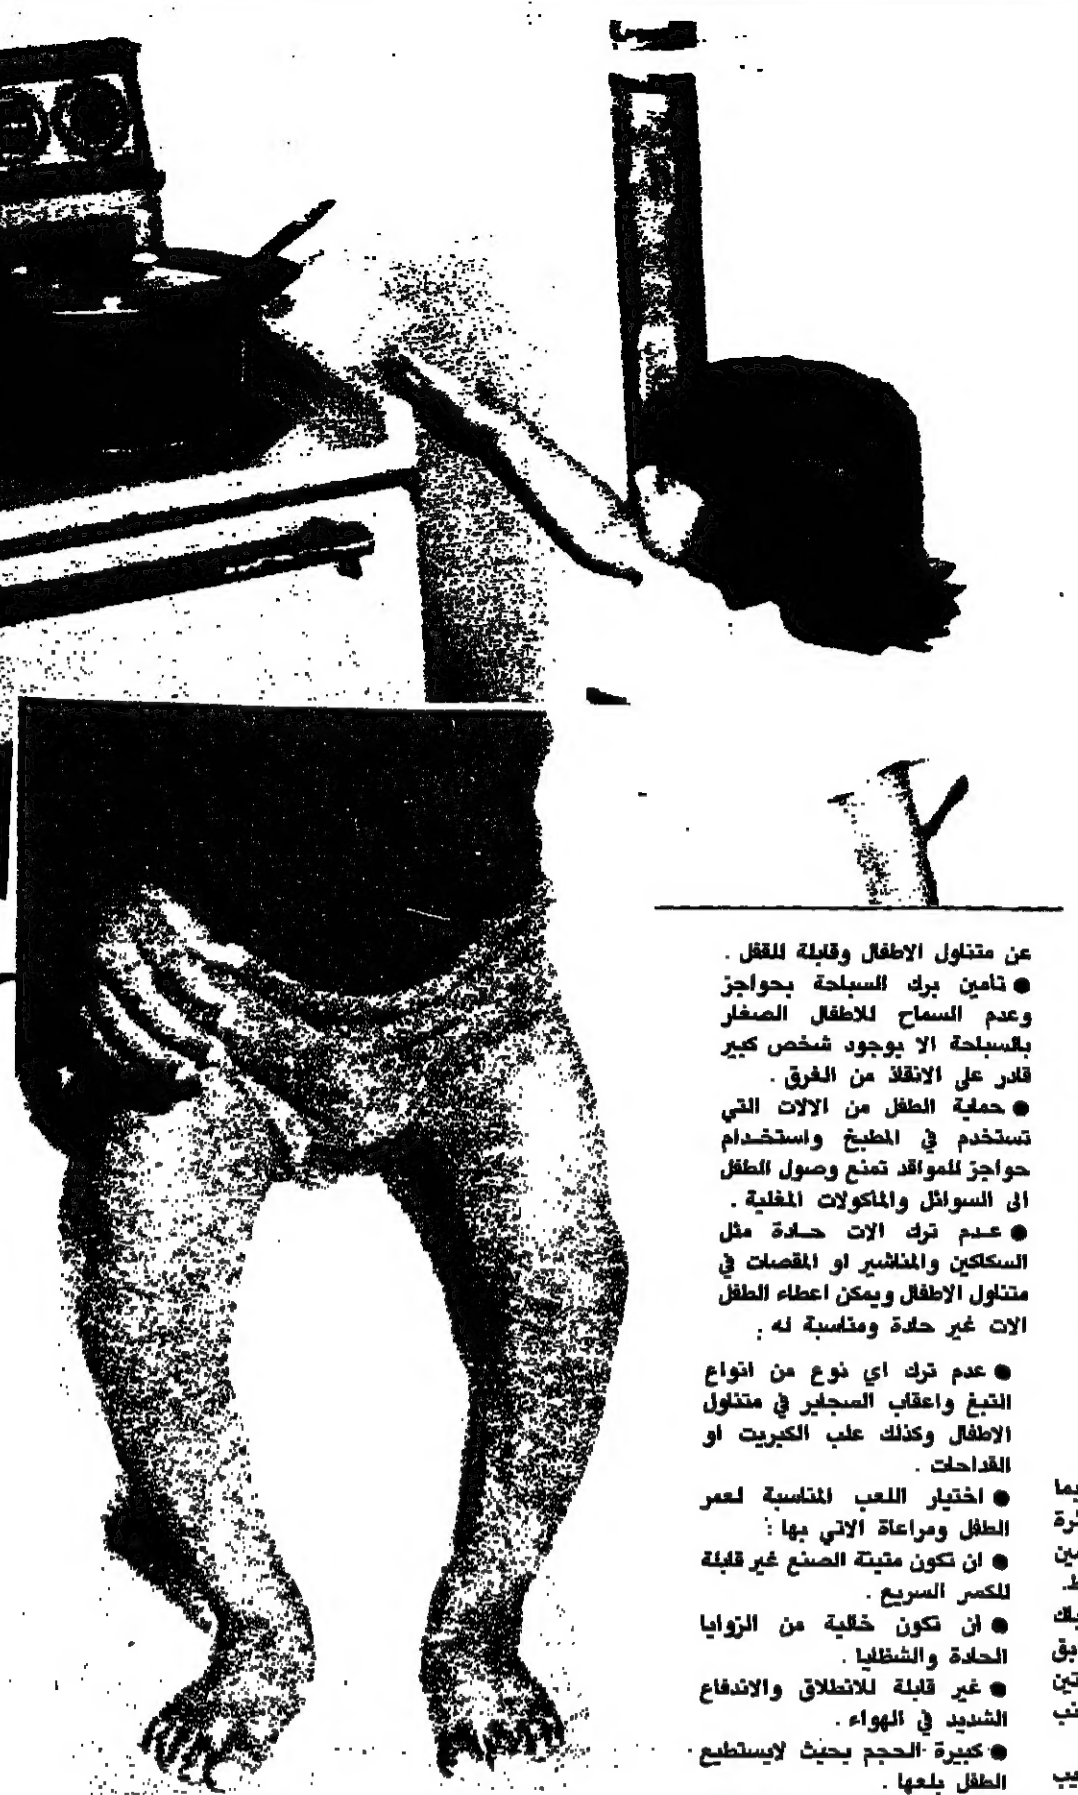 عن متناول الاطفال وقابلة للقفل .
● تامين برك السباحة بحواجز
وعدم السماح للاطفال الصغار
بالسباحة الا بوجود شخص كبير
قادر على الانقاذ من الغرق .
● حماية الطفل من الالات التي
تستخدم في المطبخ واستخدام
حواجز للمواقد تمنع وصول الطفل
الى السوائل والماكولات المغلية .
● عدم ترك الات حادة مثل
السكاكين والمناشير او المقصات في
متناول الاطفال ويمكن اعطاء الطفل
الات غير حادة ومناسبة له .
● عدم ترك اي نوع من انواع
التبغ واعقاب السجاير في متناول
الاطفال وكذلك علب الكبريت او
القداحات .
● اختيار اللعب المناسبة لعمر
الطفل ومراعاة الاتي بها :
● ان تكون متينة الصنع غير قابلة
للكسر السريع .
● ان تكون خالية من الزوايا
الحادة والشظايا .
● غير قابلة للانطلاق والاندفاع
الشديد في الهواء .
● كبيرة الحجم بحيث لايستطيع
الطفل بلعها .